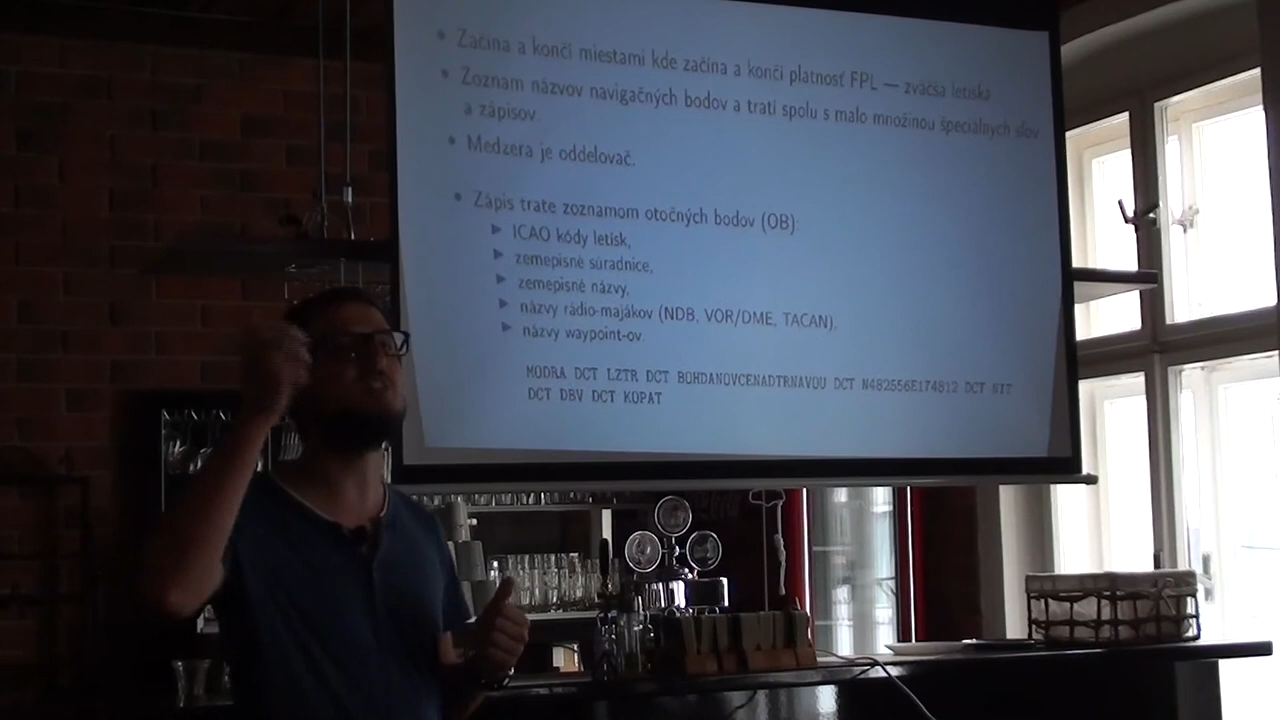 Začína a končí miestami kde začína a končí platnosť FPL — zväčša letiská
Zoznam názvov navigačných bodov a tratí spolu s malo množinou špeciálnych slov
a zápisov.
Medzera je oddelovač.
Zápis trate zoznamom otočných bodov (OB):
ICAO kódy letísk,
zemepisné súradnice,
zemepisné názvy,
názvy rádio-majákov (NDB, VOR/DME, TACAN),
názvy waypoint-ov.
MODRA DCT LZTR DCT BOHDANOVCENADTRNAVOU DCT N482556E174812 DCT NIT
DCT DBV DCT KOPAT